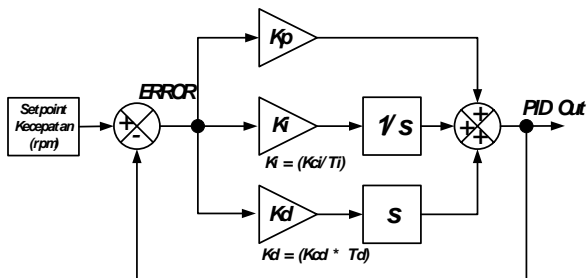 Kp
ERROR
Setpoint
Kecepatan
(rpm)
+
-
Ki
1/s
+
+
+
PID Out
Ki = (Kci/Ti)
Kd
s
Kd = (Kcd * Td)